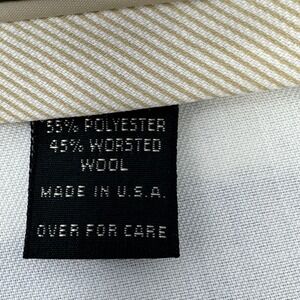 55% POLYESTER
45% WORSTED
WOOL
MADE IN U.S.A.
OVER FOR CARE